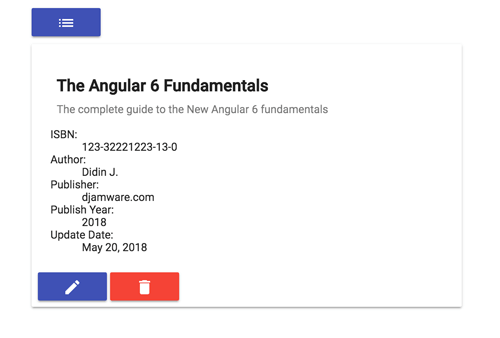 The Angular 6 Fundamentals
The complete guide to the New Angular 6 fundamentals
ISBN:
123-32221223-13-0
Author:
Didin J.
Publisher:
djamware.com
Publish Year:
2018
Update Date:
May 20, 2018